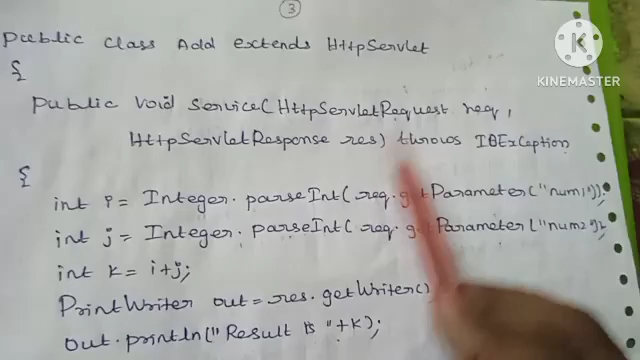 3
Public class Add extends HttpServlet
{
Public void Service(HttpServletRequest req,
HttpServletResponse res) throws IOException
{
int i = Integer.parseInt(req.getParameter("num1"));
int j = Integer.parseInt(req.getParameter("num2"));
int k = i+j;
PrintWriter out = res.getWriter()
out.println("Result is "+k);
K
KINEMASTER